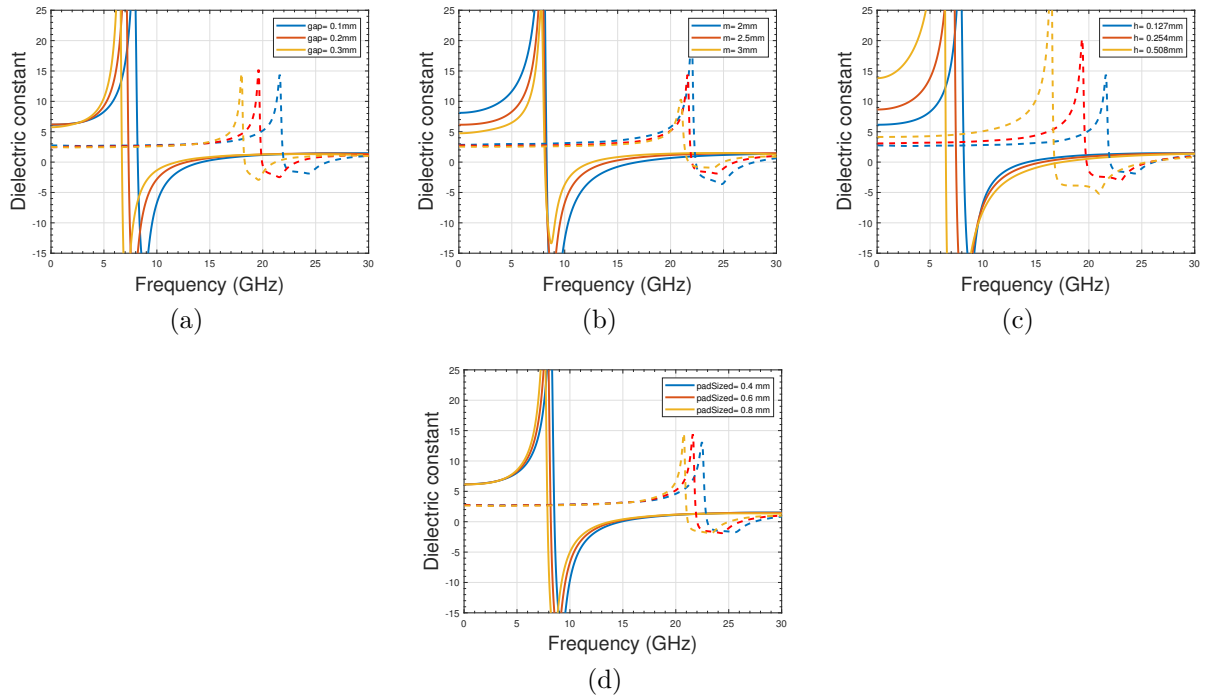 Dielectric constant
25
20
15
10
5
0
-5
-10
-15
0 5 10 15 20 25 30
Frequency (GHz)
gap= 0.1mm
gap= 0.2mm
gap= 0.3mm
(a)
Dielectric constant
25
20
15
10
5
0
-5
-10
-15
0 5 10 15 20 25 30
Frequency (GHz)
m= 2mm
m= 2.5mm
m= 3mm
(b)
Dielectric constant
25
20
15
10
5
0
-5
-10
-15
0 5 10 15 20 25 30
Frequency (GHz)
h= 0.127mm
h= 0.254mm
h= 0.508mm
(c)
Dielectric constant
25
20
15
10
5
0
-5
-10
-15
0 5 10 15 20 25 30
Frequency (GHz)
padSized= 0.4 mm
padSized= 0.6 mm
padSized= 0.8 mm
(d)